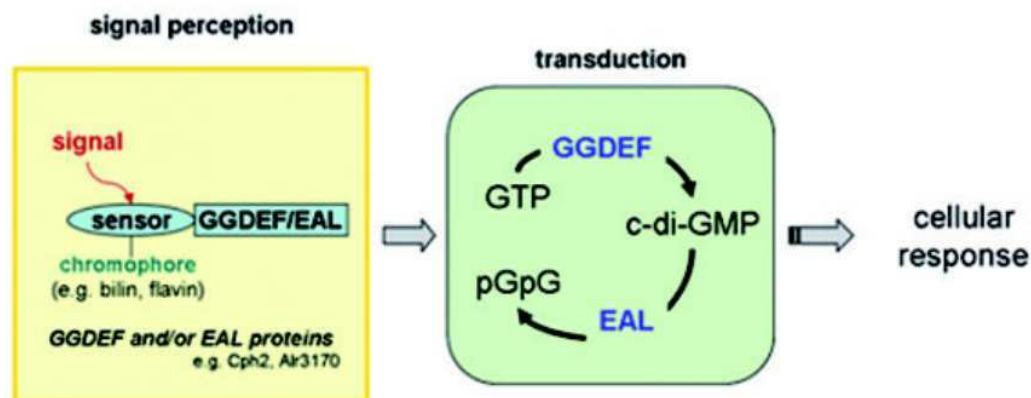 signal perception
signal
sensor
GGDEF/EAL
chromophore
(e.g. bilin, flavin)
GGDEF and/or EAL proteins
e.g. Cph2, Alr3170
transduction
GGDEF
GTP
c-di-GMP
pGpG
EAL
cellular
response